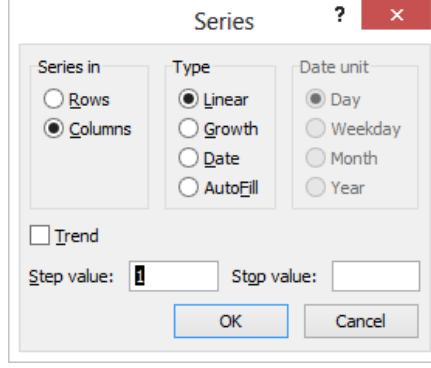 Series ? ×
Series in Type Date unit
Rows Linear Day
Columns Growth Weekday
Date Month
AutoFill Year
Trend
Step value: 1 Stop value:
OK Cancel